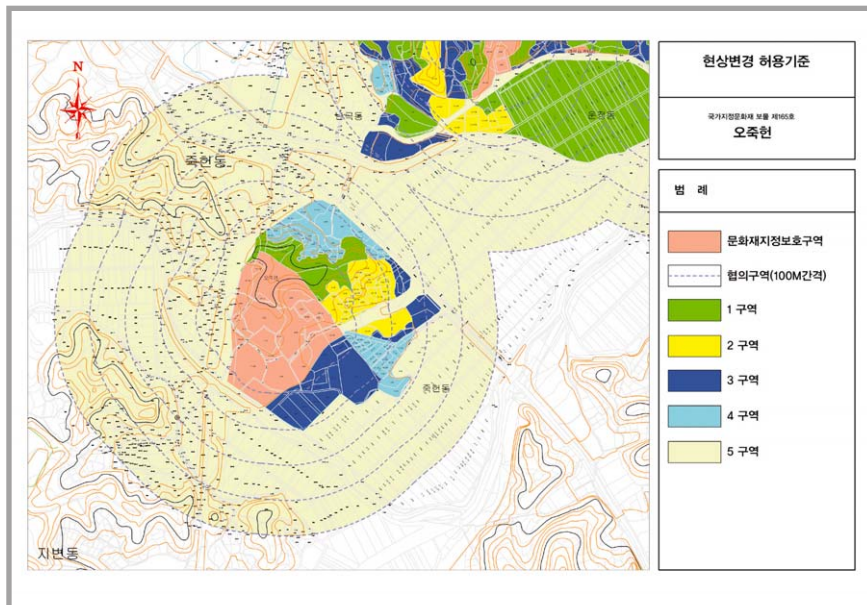 현상변경 허용기준
국가지정문화재 보물 제165호
오죽헌
범 례
문화재지정보호구역
협의구역(100M간격)
1 구역
2 구역
3 구역
4 구역
5 구역
N
죽헌동
운정동
죽헌동
지변동